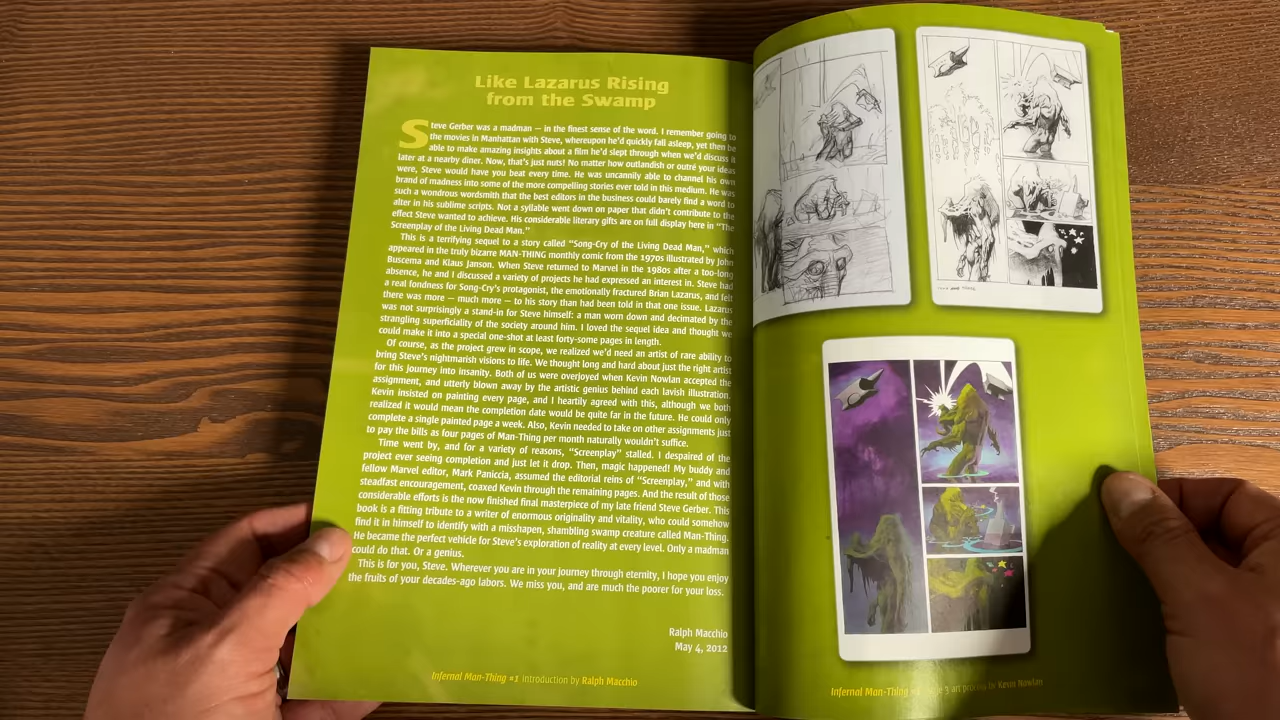 Like Lazarus Rising
from the Swamp
Steve Gerber was a madman — in the finest sense of the word. I remember going to
the movies in Manhattan with Steve, whereupon he'd quickly fall asleep, yet then be
able to make amazing insights about a film he'd slept through when we'd discuss it
later at a nearby diner. Now, that's just nuts! No matter how outlandish or outré your ideas
were, Steve would have you beat every time. He was uncannily able to channel his own
brand of madness into some of the more compelling stories ever told in this medium. He was
such a wondrous wordsmith that the best editors in the business could barely find a word to
alter in his sublime scripts. Not a syllable went down on paper that didn't contribute to the
effect Steve wanted to achieve. His considerable literary gifts are on full display here in "The
Screenplay of the Living Dead Man."
This is a terrifying sequel to a story called "Song-Cry of the Living Dead Man," which
appeared in the truly bizarre MAN-THING monthly comic from the 1970s illustrated by John
Buscema and Klaus Janson. When Steve returned to Marvel in the 1980s after a too-long
absence, he and I discussed a variety of projects he had expressed an interest in. Steve had
a real fondness for Song-Cry's protagonist, the emotionally fractured Brian Lazarus, and felt
there was more — much more — to his story than had been told in that one issue. Lazarus
was not surprisingly a stand-in for Steve himself: a man worn down and decimated by the
strangling superficiality of the society around him. I loved the sequel idea and thought we
could make it into a special one-shot at least forty-some pages in length.
Of course, as the project grew in scope, we realized we'd need an artist of rare ability to
bring Steve's nightmarish visions to life. We thought long and hard about just the right artist
for this journey into insanity. Both of us were overjoyed when Kevin Nowlan accepted the
assignment, and utterly blown away by the artistic genius behind each lavish illustration.
Kevin insisted on painting every page, and I heartily agreed with this, although we both
realized it would mean the completion date would be quite far in the future. He could only
complete a single painted page a week. Also, Kevin needed to take on other assignments just
to pay the bills as four pages of Man-Thing per month naturally wouldn't suffice.
Time went by, and for a variety of reasons, "Screenplay" stalled. I despaired of the
project ever seeing completion and just let it drop. Then, magic happened! My buddy and
fellow Marvel editor, Mark Paniccia, assumed the editorial reins of "Screenplay," and with
steadfast encouragement, coaxed Kevin through the remaining pages. And the result of those
considerable efforts is the now finished final masterpiece of my late friend Steve Gerber. This
book is a fitting tribute to a writer of enormous originality and vitality, who could somehow
find it in himself to identify with a misshapen, shambling swamp creature called Man-Thing.
He became the perfect vehicle for Steve's exploration of reality at every level. Only a madman
could do that. Or a genius.
This is for you, Steve. Wherever you are in your journey through eternity, I hope you enjoy
the fruits of your decades-ago labors. We miss you, and are much the poorer for your loss.
Ralph Macchio
May 4, 2012
Infernal Man-Thing #1 introduction by Ralph Macchio
Infernal Man-Thing #1 3 art process by Kevin Nowlan